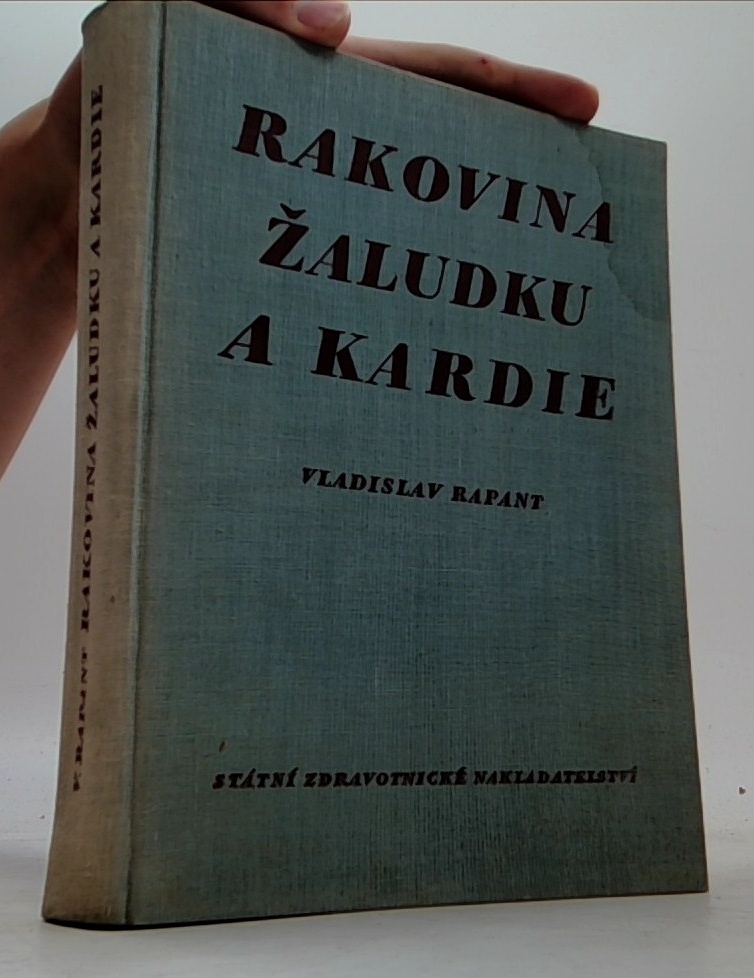 RAKOVINA
ŽALUDKU
A KARDIE
VLADISLAV RAPANT
STÁTNÍ ZDRAVOTNICKÉ NAKLADATELSTVÍ
V. RAPANT RAKOVINA ŽALUDKU A KARDIE